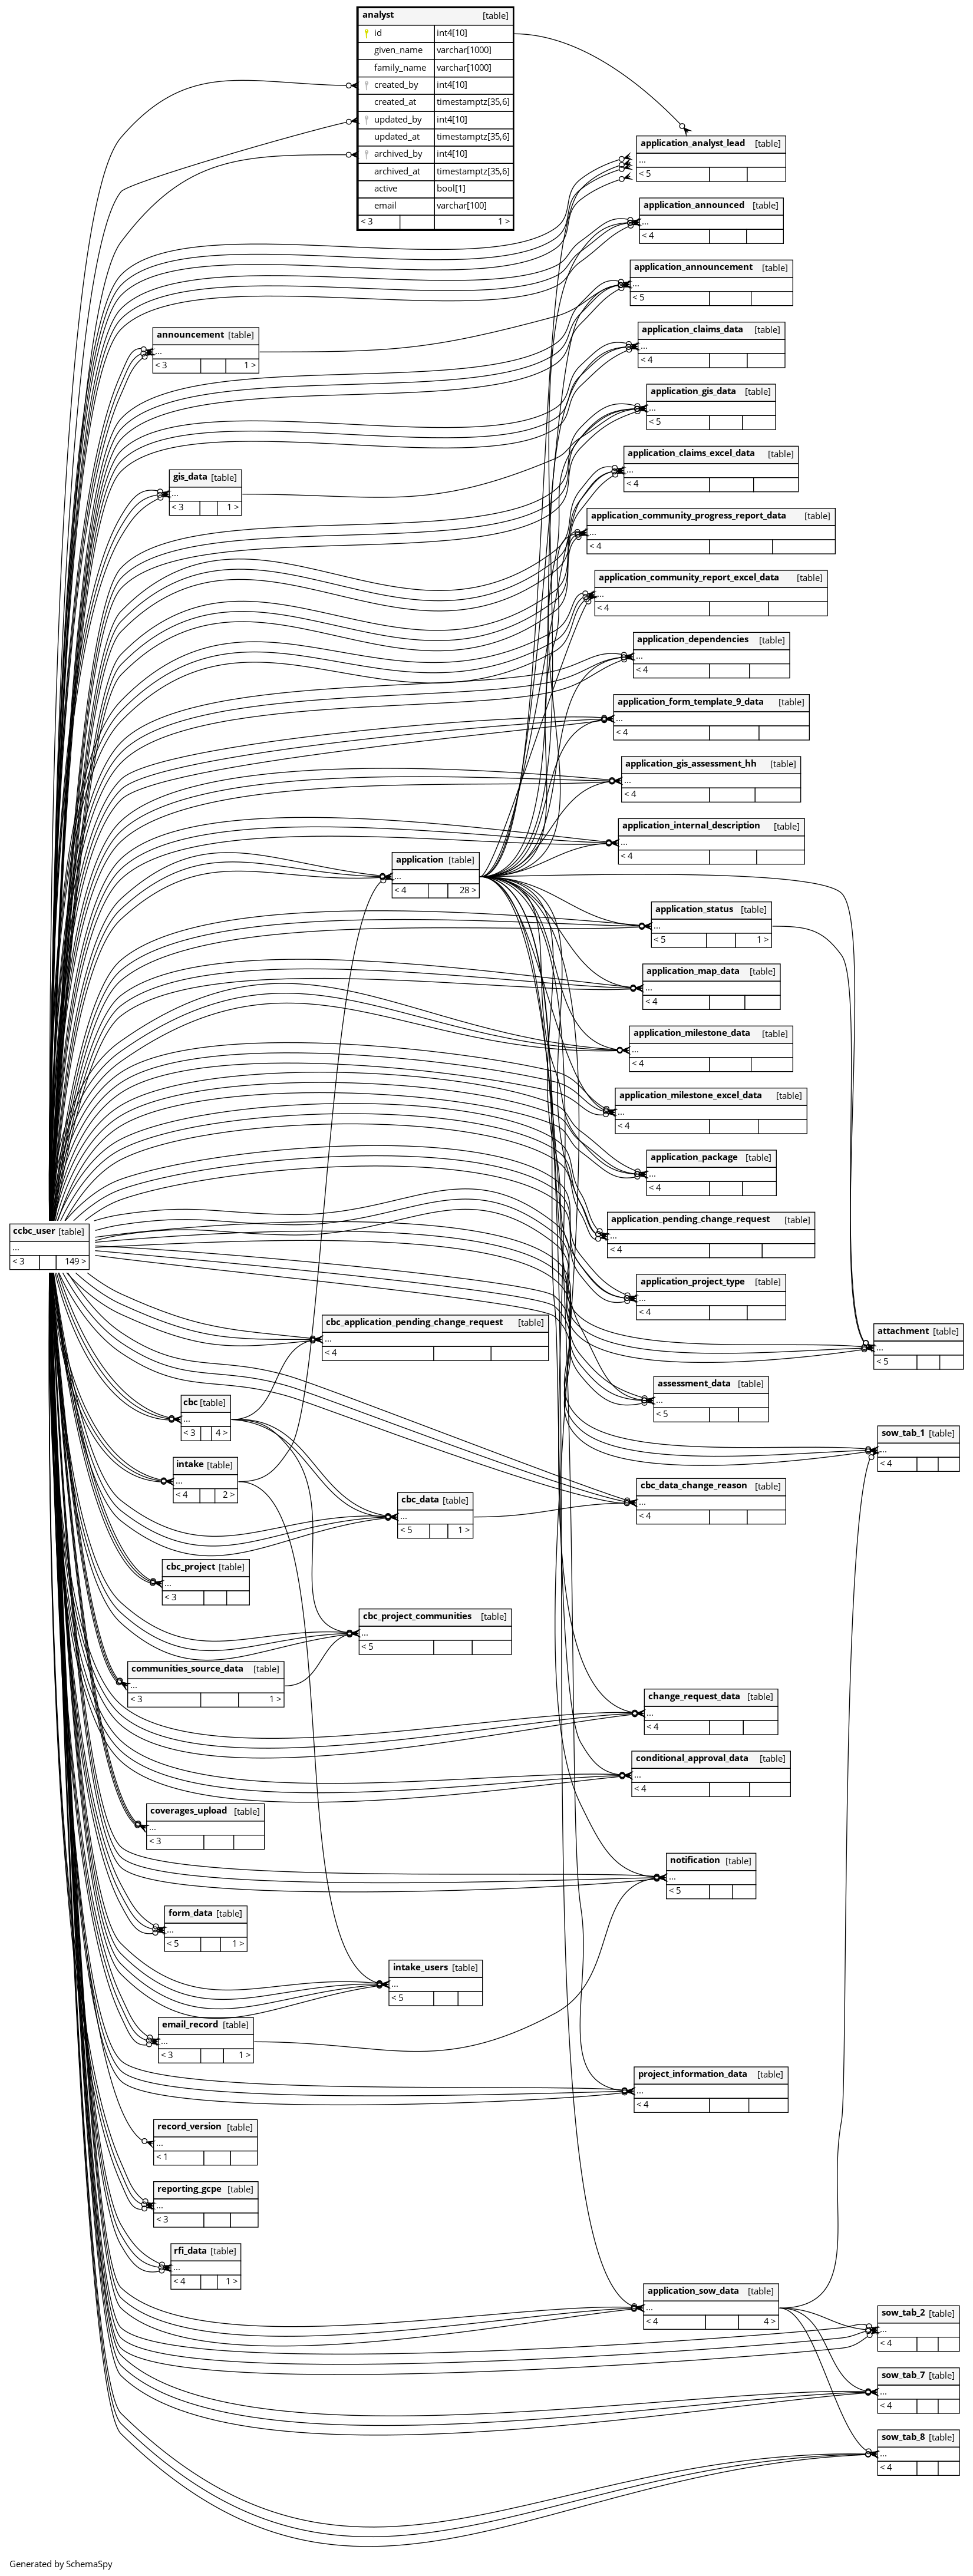 analyst [table]
id int4[10]
given_name varchar[1000]
family_name varchar[1000]
created_by int4[10]
created_at timestamptz[35,6]
updated_by int4[10]
updated_at timestamptz[35,6]
archived_by int4[10]
archived_at timestamptz[35,6]
active bool[1]
email varchar[100]
< 3 1 >
application_analyst_lead [table]
...
< 5
application_announced [table]
...
< 4
application_announcement [table]
...
< 5
announcement [table]
...
< 3 1 >
application_claims_data [table]
...
< 4
application_gis_data [table]
...
< 5
application_claims_excel_data [table]
...
< 4
gis_data [table]
...
< 3 1 >
application_community_progress_report_data [table]
...
< 4
application_community_report_excel_data [table]
...
< 4
application_dependencies [table]
...
< 4
application_form_template_9_data [table]
...
< 4
application_gis_assessment_hh [table]
...
< 4
application_internal_description [table]
...
< 4
application [table]
...
< 4 28 >
application_status [table]
...
< 5 1 >
application_map_data [table]
...
< 4
application_milestone_data [table]
...
< 4
application_milestone_excel_data [table]
...
< 4
application_package [table]
...
< 4
application_pending_change_request [table]
...
< 4
ccbc_user [table]
...
< 3 149 >
application_project_type [table]
...
< 4
cbc_application_pending_change_request [table]
...
< 4
attachment [table]
...
< 5
assessment_data [table]
...
< 5
cbc [table]
...
< 3 4 >
sow_tab_1 [table]
...
< 4
intake [table]
...
< 4 2 >
cbc_data_change_reason [table]
...
< 4
cbc_data [table]
...
< 5 1 >
cbc_project [table]
...
< 3
cbc_project_communities [table]
...
< 5
communities_source_data [table]
...
< 3 1 >
change_request_data [table]
...
< 4
conditional_approval_data [table]
...
< 4
coverages_upload [table]
...
< 3
notification [table]
...
< 5
form_data [table]
...
< 5 1 >
intake_users [table]
...
< 5
email_record [table]
...
< 3 1 >
project_information_data [table]
...
< 4
record_version [table]
...
< 1
reporting_gcpe [table]
...
< 3
rfi_data [table]
...
< 4 1 >
application_sow_data [table]
...
< 4 4 >
sow_tab_2 [table]
...
< 4
sow_tab_7 [table]
...
< 4
sow_tab_8 [table]
...
< 4
Generated by SchemaSpy